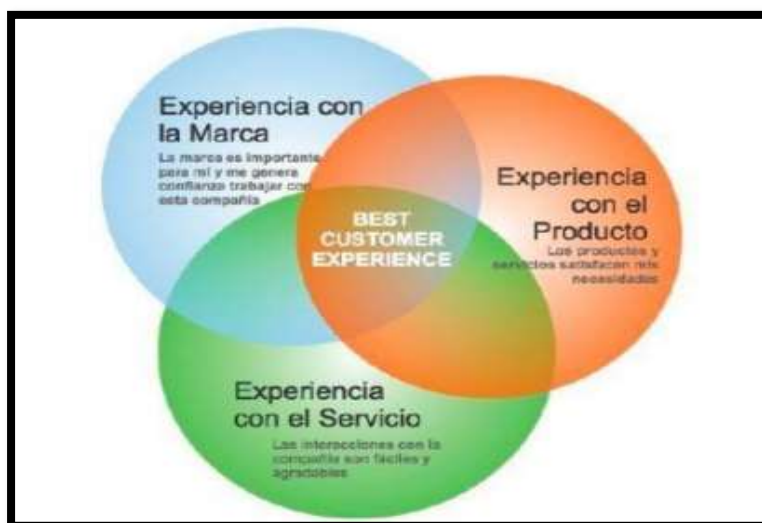 Experiencia con
la Marca
La marca es importante
para mí y me genera
confianza trabajar con
esta compañía
Experiencia
con el
Producto
Los productos y
servicios satisfacen mis
necesidades
BEST
CUSTOMER
EXPERIENCE
Experiencia
con el Servicio
Las interacciones con la
compañía son fáciles y
agradables